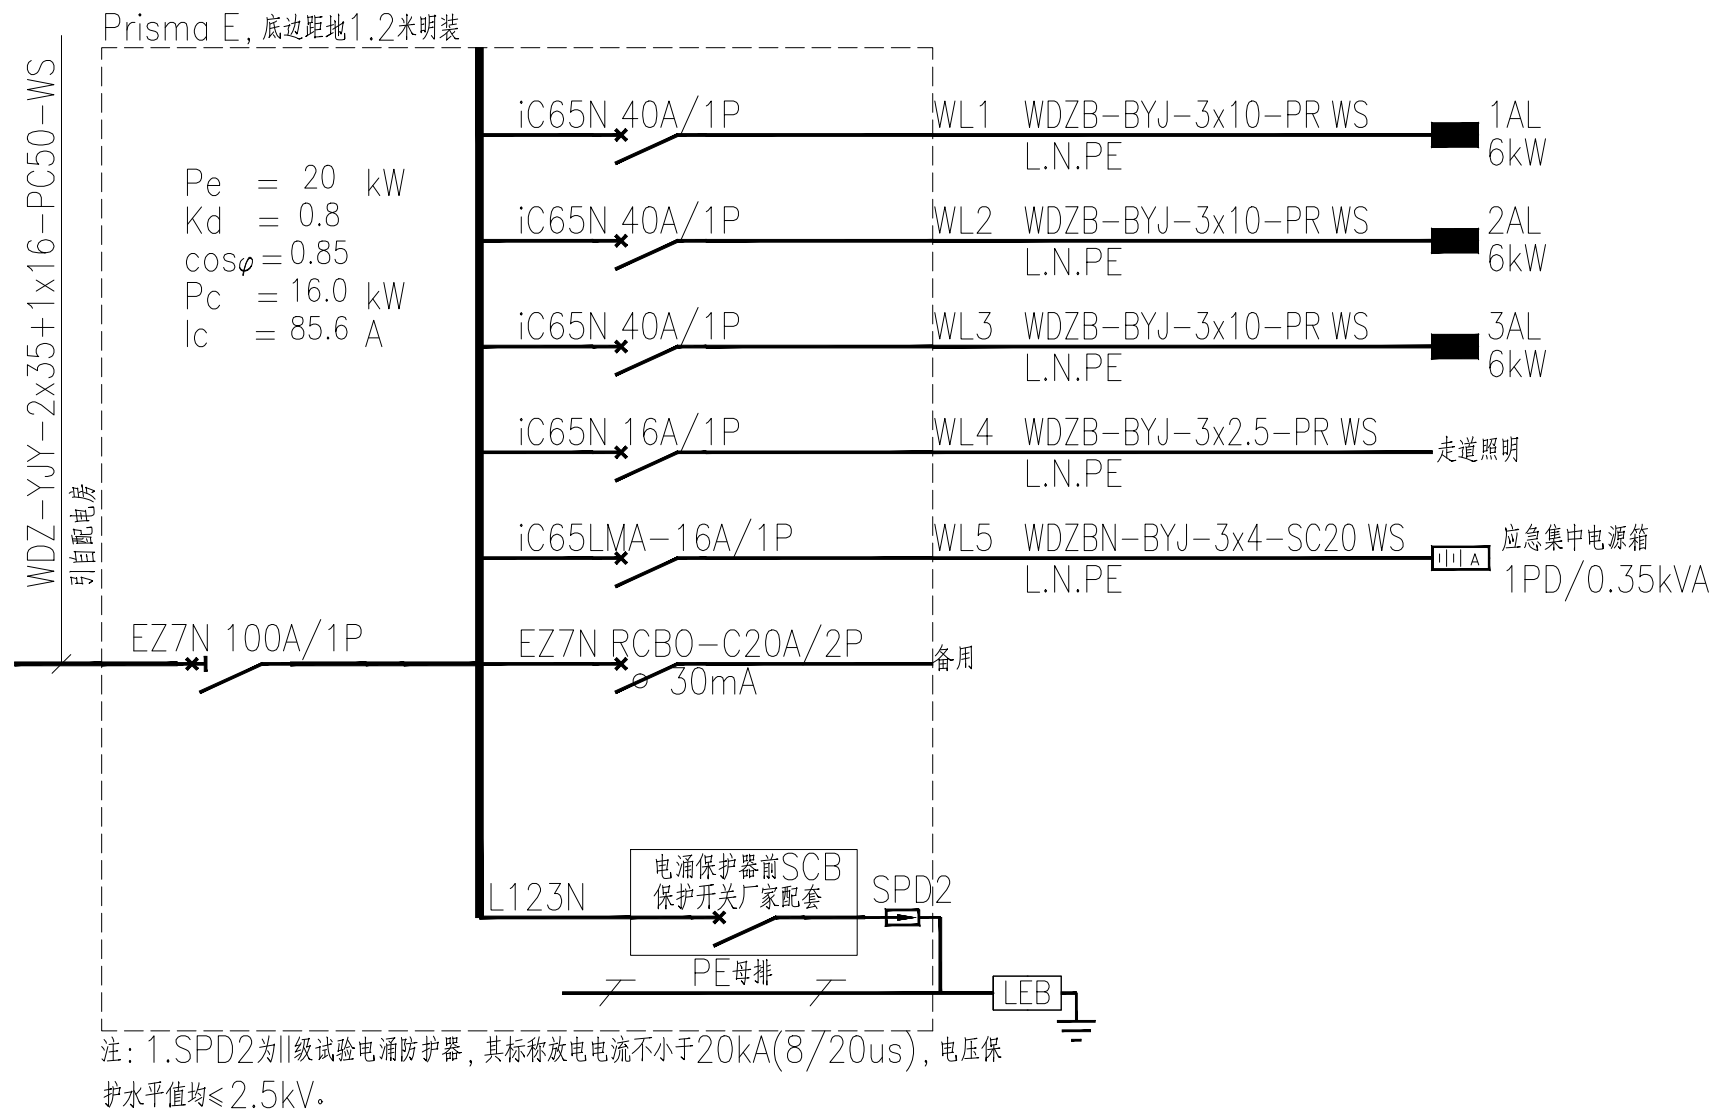 Prisma E, 底边距地1.2米明装
WDZ-YJY-2x35+1x16-PC50-WS
引自配电房
Pe = 20 kW
Kd = 0.8
cosφ = 0.85
Pc = 16.0 kW
Ic = 85.6 A
iC65N 40A/1P WL1 WDZB-BYJ-3x10-PR WS 1AL
L.N.PE 6kW
iC65N 40A/1P WL2 WDZB-BYJ-3x10-PR WS 2AL
L.N.PE 6kW
iC65N 40A/1P WL3 WDZB-BYJ-3x10-PR WS 3AL
L.N.PE 6kW
iC65N 16A/1P WL4 WDZB-BYJ-3x2.5-PR WS 走道照明
L.N.PE
iC65LMA-16A/1P WL5 WDZBN-BYJ-3x4-SC20 WS 应急集中电源箱
A
L.N.PE 1PD/0.35kVA
EZ7N 100A/1P EZ7N RCBO-C20A/2P 备用
30mA
电涌保护器前SCB
保护开关厂家配套
L123N SPD2
PE母排
LEB
注: 1.SPD2为II级试验电涌防护器, 其标称放电电流不小于20kA(8/20us), 电压保
护水平值均≤2.5kV。